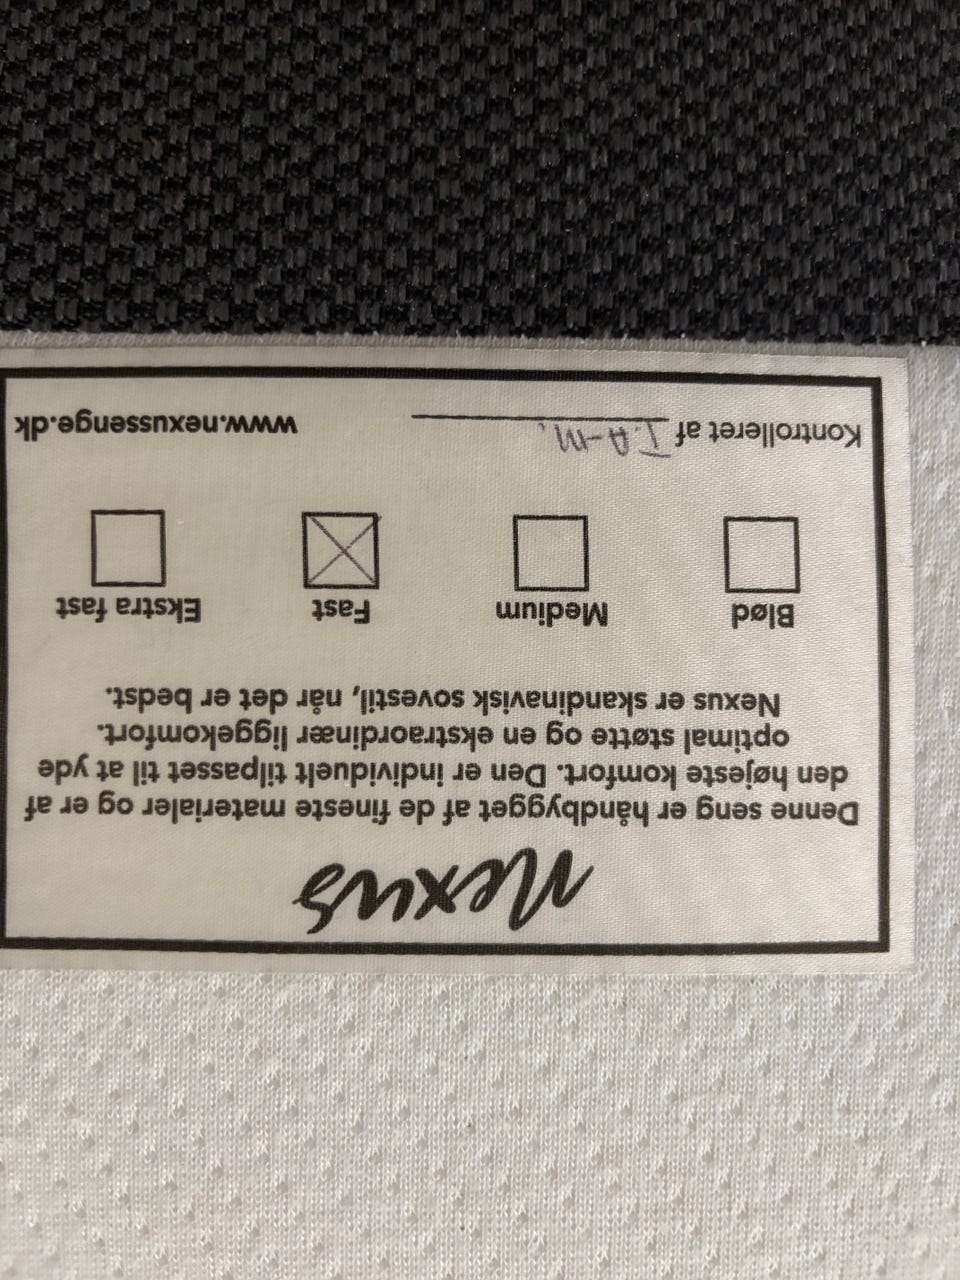 Nexus
Denne seng er håndbygget af de fineste materialer og er af
den højeste komfort. Den er individuelt tilpasset til at yde
optimal støtte og en ekstraordinær liggekomfort.
Nexus er skandinavisk sovestil, når det er bedst.
Blød Medium Fast Ekstra fast
Kontrolleret af I.A-M. www.nexussenge.dk